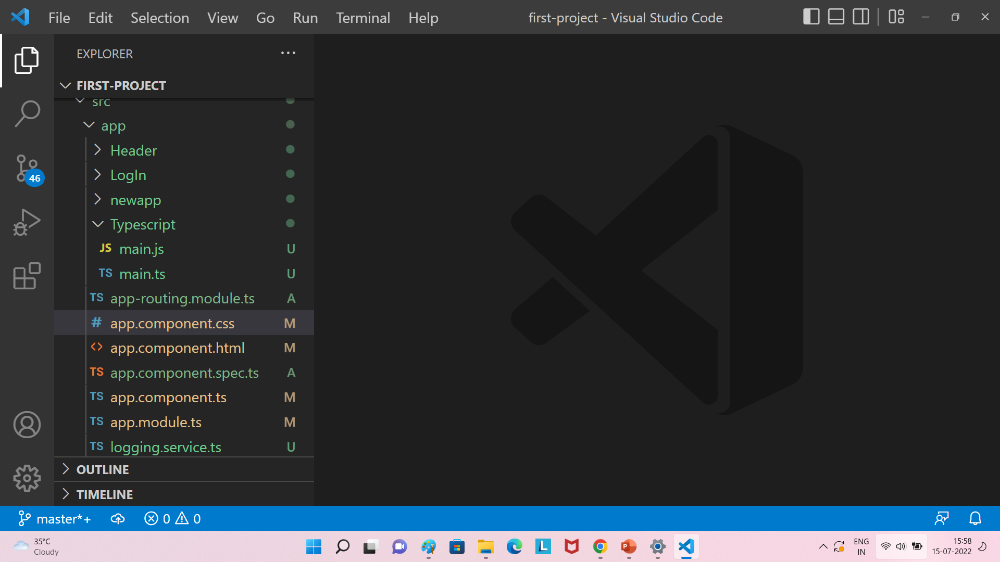 File Edit Selection View Go Run Terminal Help first-project - Visual Studio Code
EXPLORER
FIRST-PROJECT
src
app
Header
LogIn
46
newapp
Typescript
JS main.js U
TS main.ts U
TS app-routing.module.ts A
# app.component.css M
<> app.component.html M
TS app.component.spec.ts A
TS app.component.ts M
TS app.module.ts M
TS logging.service.ts U
OUTLINE
TIMELINE
master*+ 0 0
35°C
Cloudy
L
P
ENG
IN
15:58
15-07-2022